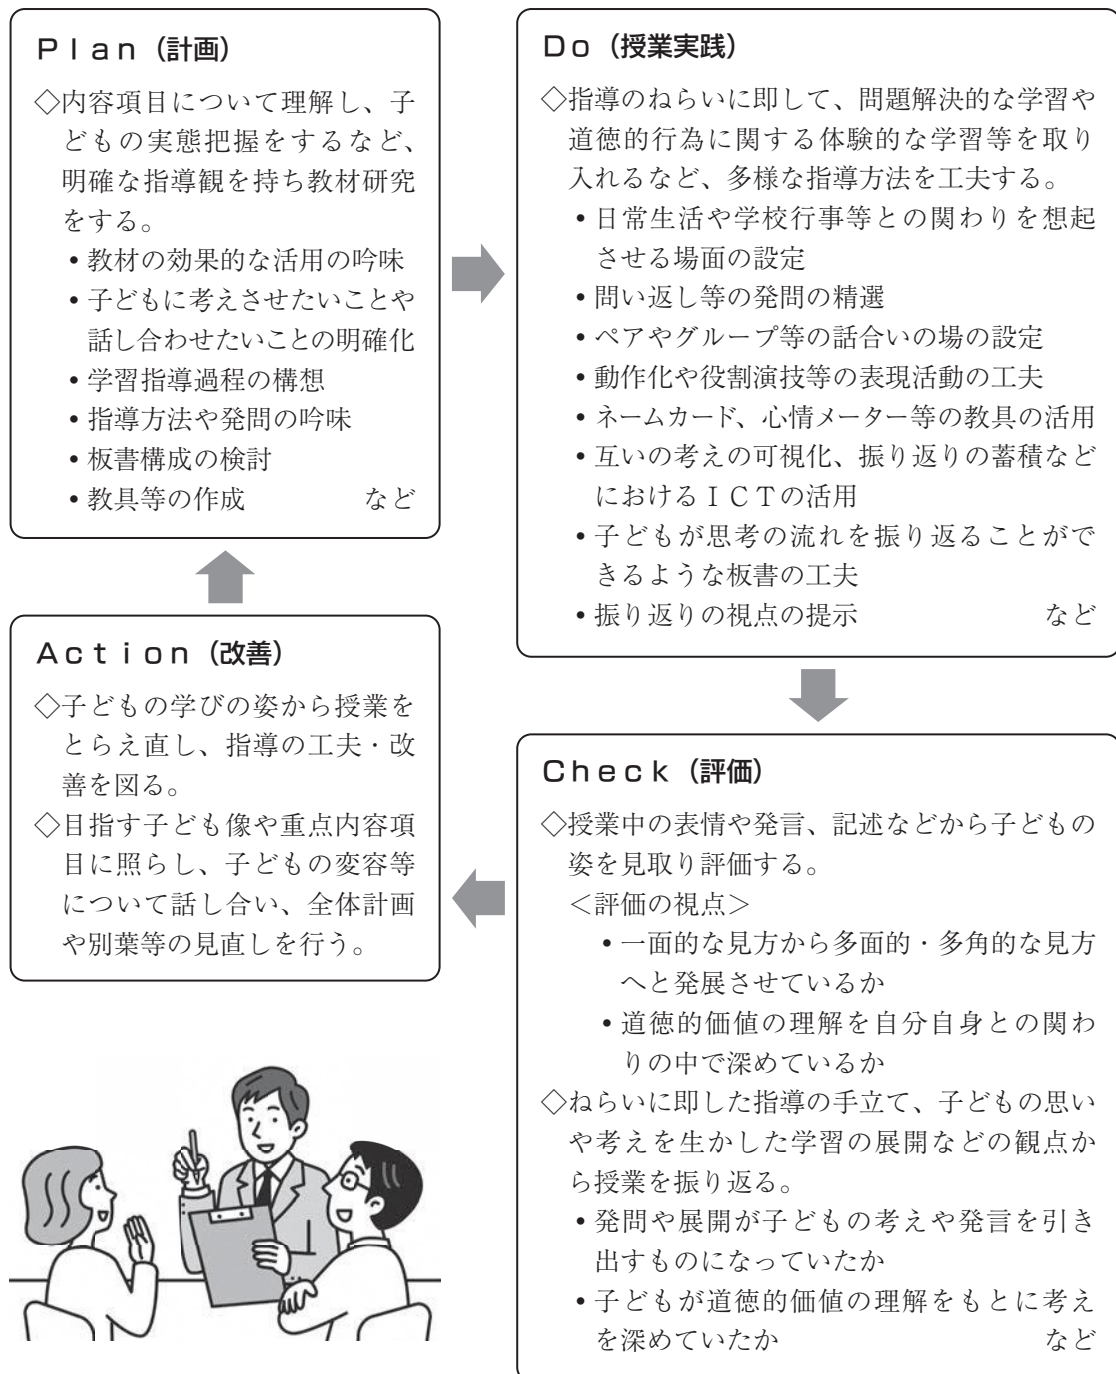 Ｐｌａｎ（計画）
◇内容項目について理解し、子
どもの実態把握をするなど、
明確な指導観を持ち教材研究
をする。
•教材の効果的な活用の吟味
•子どもに考えさせたいことや
話し合わせたいことの明確化
•学習指導過程の構想
•指導方法や発問の吟味
•板書構成の検討
•教具等の作成　　　　など
Ｄｏ（授業実践）
◇指導のねらいに即して、問題解決的な学習や
道徳的行為に関する体験的な学習等を取り
入れるなど、多様な指導方法を工夫する。
•日常生活や学校行事等との関わりを想起
させる場面の設定
•問い返し等の発問の精選
•ペアやグループ等の話合いの場の設定
•動作化や役割演技等の表現活動の工夫
•ネームカード、心情メーター等の教具の活用
•互いの考えの可視化、振り返りの蓄積など
におけるＩＣＴの活用
•子どもが思考の流れを振り返ることがで
きるような板書の工夫
•振り返りの視点の提示　　　　　　など
Ｃｈｅｃｋ（評価）
◇授業中の表情や発言、記述などから子どもの
姿を見取り評価する。
＜評価の視点＞
•一面的な見方から多面的・多角的な見方
へと発展させているか
•道徳的価値の理解を自分自身との関わ
りの中で深めているか
◇ねらいに即した指導の手立て、子どもの思い
や考えを生かした学習の展開などの観点か
ら授業を振り返る。
•発問や展開が子どもの考えや発言を引き
出すものになっていたか
•子どもが道徳的価値の理解をもとに考え
を深めていたか　　　　　　　　　など
Ａｃｔｉｏｎ（改善）
◇子どもの学びの姿から授業を
とらえ直し、指導の工夫・改
善を図る。
◇目指す子ども像や重点内容項
目に照らし、子どもの変容等
について話し合い、全体計画
や別葉等の見直しを行う。